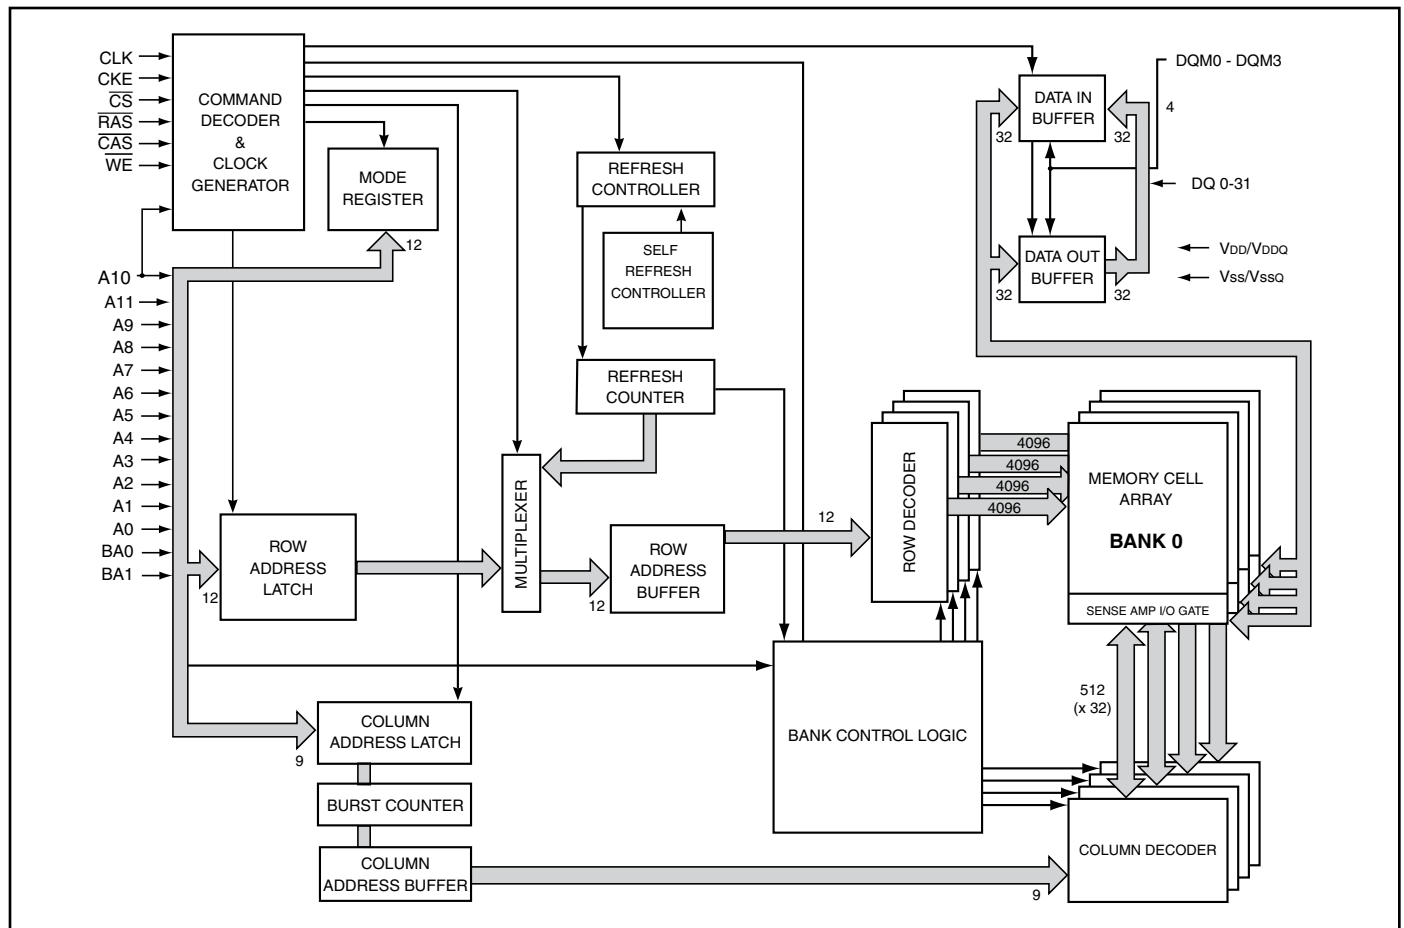 CLK
CKE
CS
RAS
CAS
WE
A10
A11
A9
A8
A7
A6
A5
A4
A3
A2
A1
A0
BA0
BA1
COMMAND
DECODER
&
CLOCK
GENERATOR
MODE
REGISTER
12
REFRESH
CONTROLLER
SELF
REFRESH
CONTROLLER
REFRESH
COUNTER
DATA IN
BUFFER
32
32
DQM0 - DQM3
4
DQ 0-31
DATA OUT
BUFFER
32
32
VDD/VDDQ
Vss/VssQ
12
ROW
ADDRESS
LATCH
MULTIPLEXER
12
ROW
ADDRESS
BUFFER
12
ROW DECODER
4096
4096
4096
4096
MEMORY CELL
ARRAY
BANK 0
SENSE AMP I/O GATE
512
(x 32)
BANK CONTROL LOGIC
9
COLUMN
ADDRESS LATCH
BURST COUNTER
COLUMN
ADDRESS BUFFER
9
COLUMN DECODER